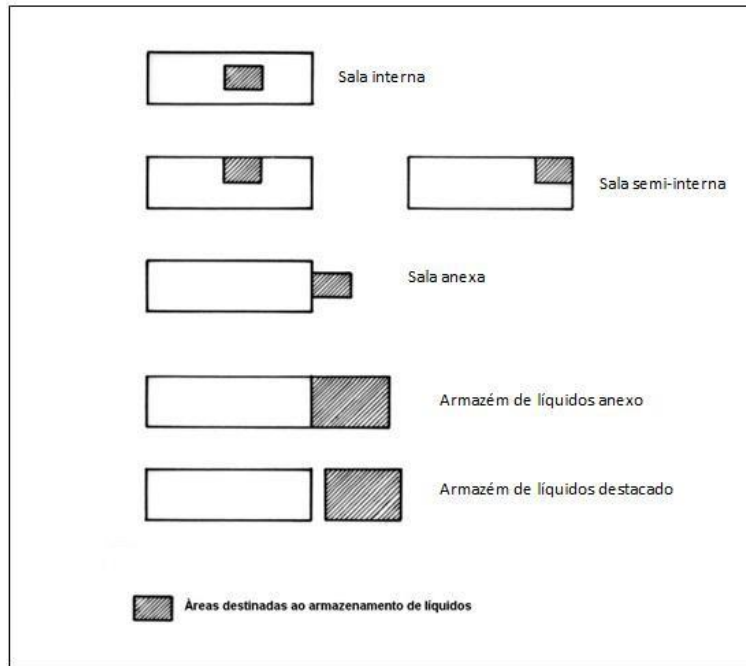 Sala interna
Sala semi-interna
Sala anexa
Armazém de líquidos anexo
Armazém de líquidos destacado
Àreas destinadas ao armazenamento de líquidos